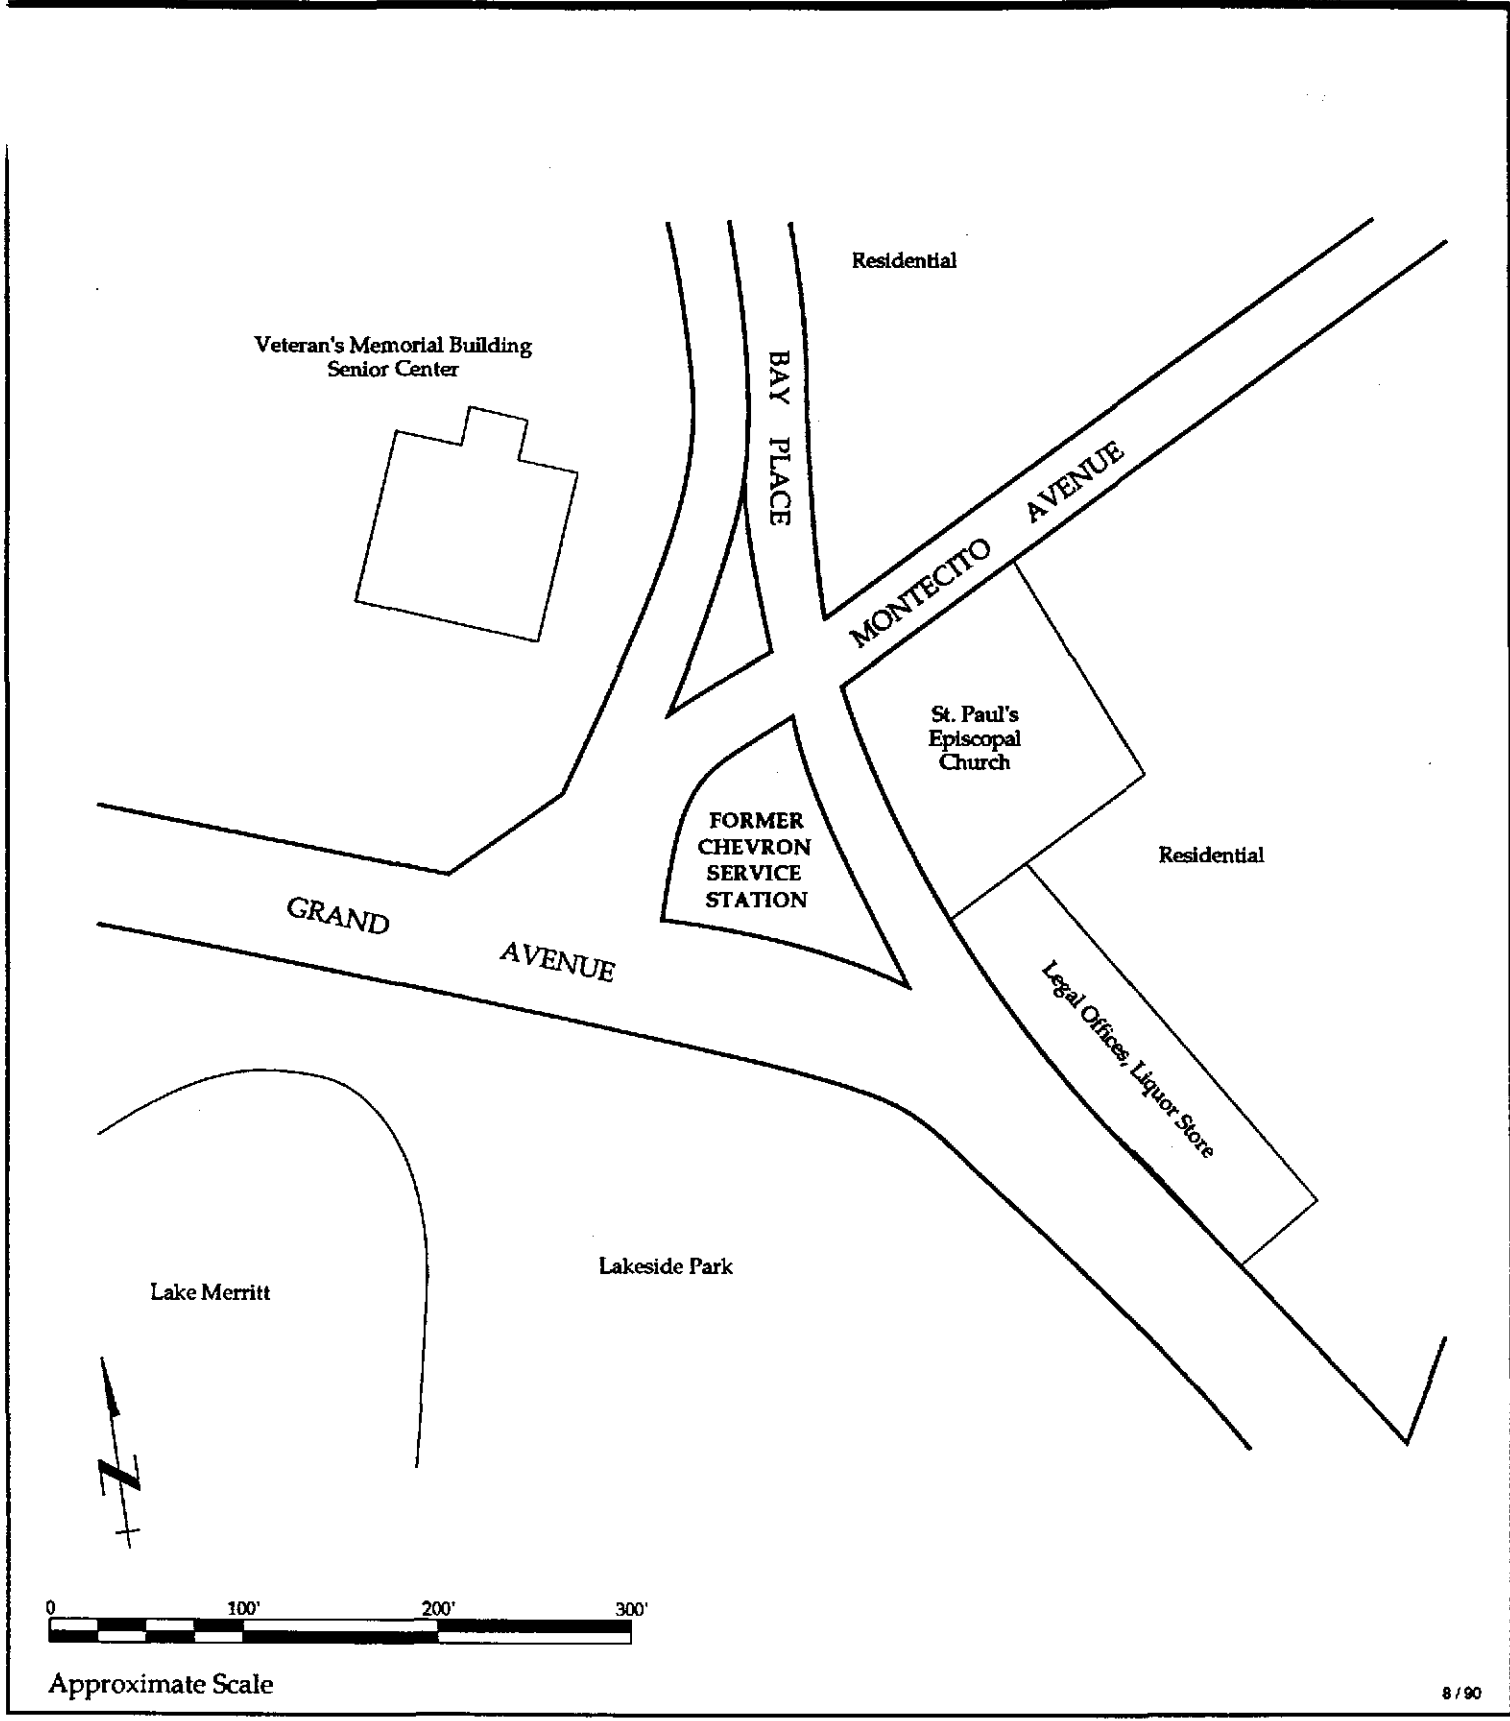 Residential
Veteran's Memorial Building
Senior Center
BAY PLACE
MONTECITO AVENUE
St. Paul's
Episcopal
Church
FORMER
CHEVRON
SERVICE
STATION
Residential
GRAND AVENUE
Legal Offices, Liquor Store
Lakeside Park
Lake Merritt
N
0 100' 200' 300'
Approximate Scale
8 / 90